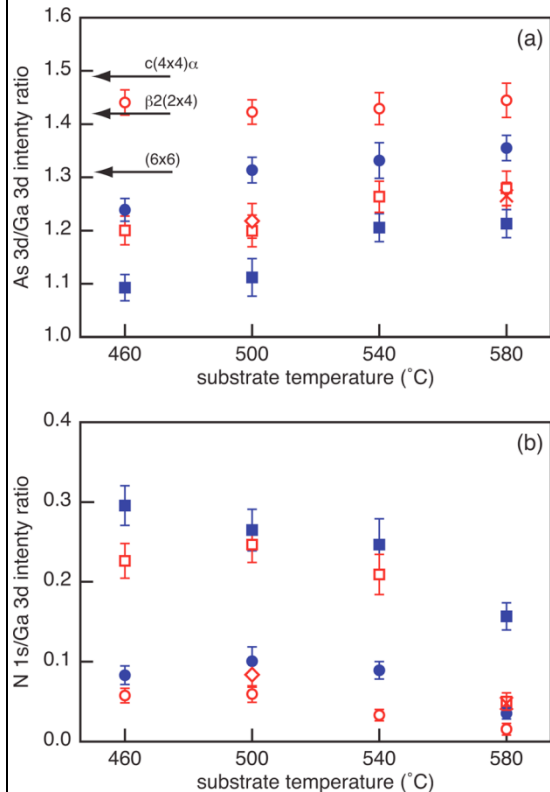 (a)
1.6
1.5
1.4
1.3
1.2
1.1
1.0
c(4x4)α
β2(2x4)
(6x6)
As 3d/Ga 3d intenty ratio
460 500 540 580
substrate temperature (˚C)
(b)
0.4
0.3
0.2
0.1
0.0
N 1s/Ga 3d intenty ratio
460 500 540 580
substrate temperature (˚C)